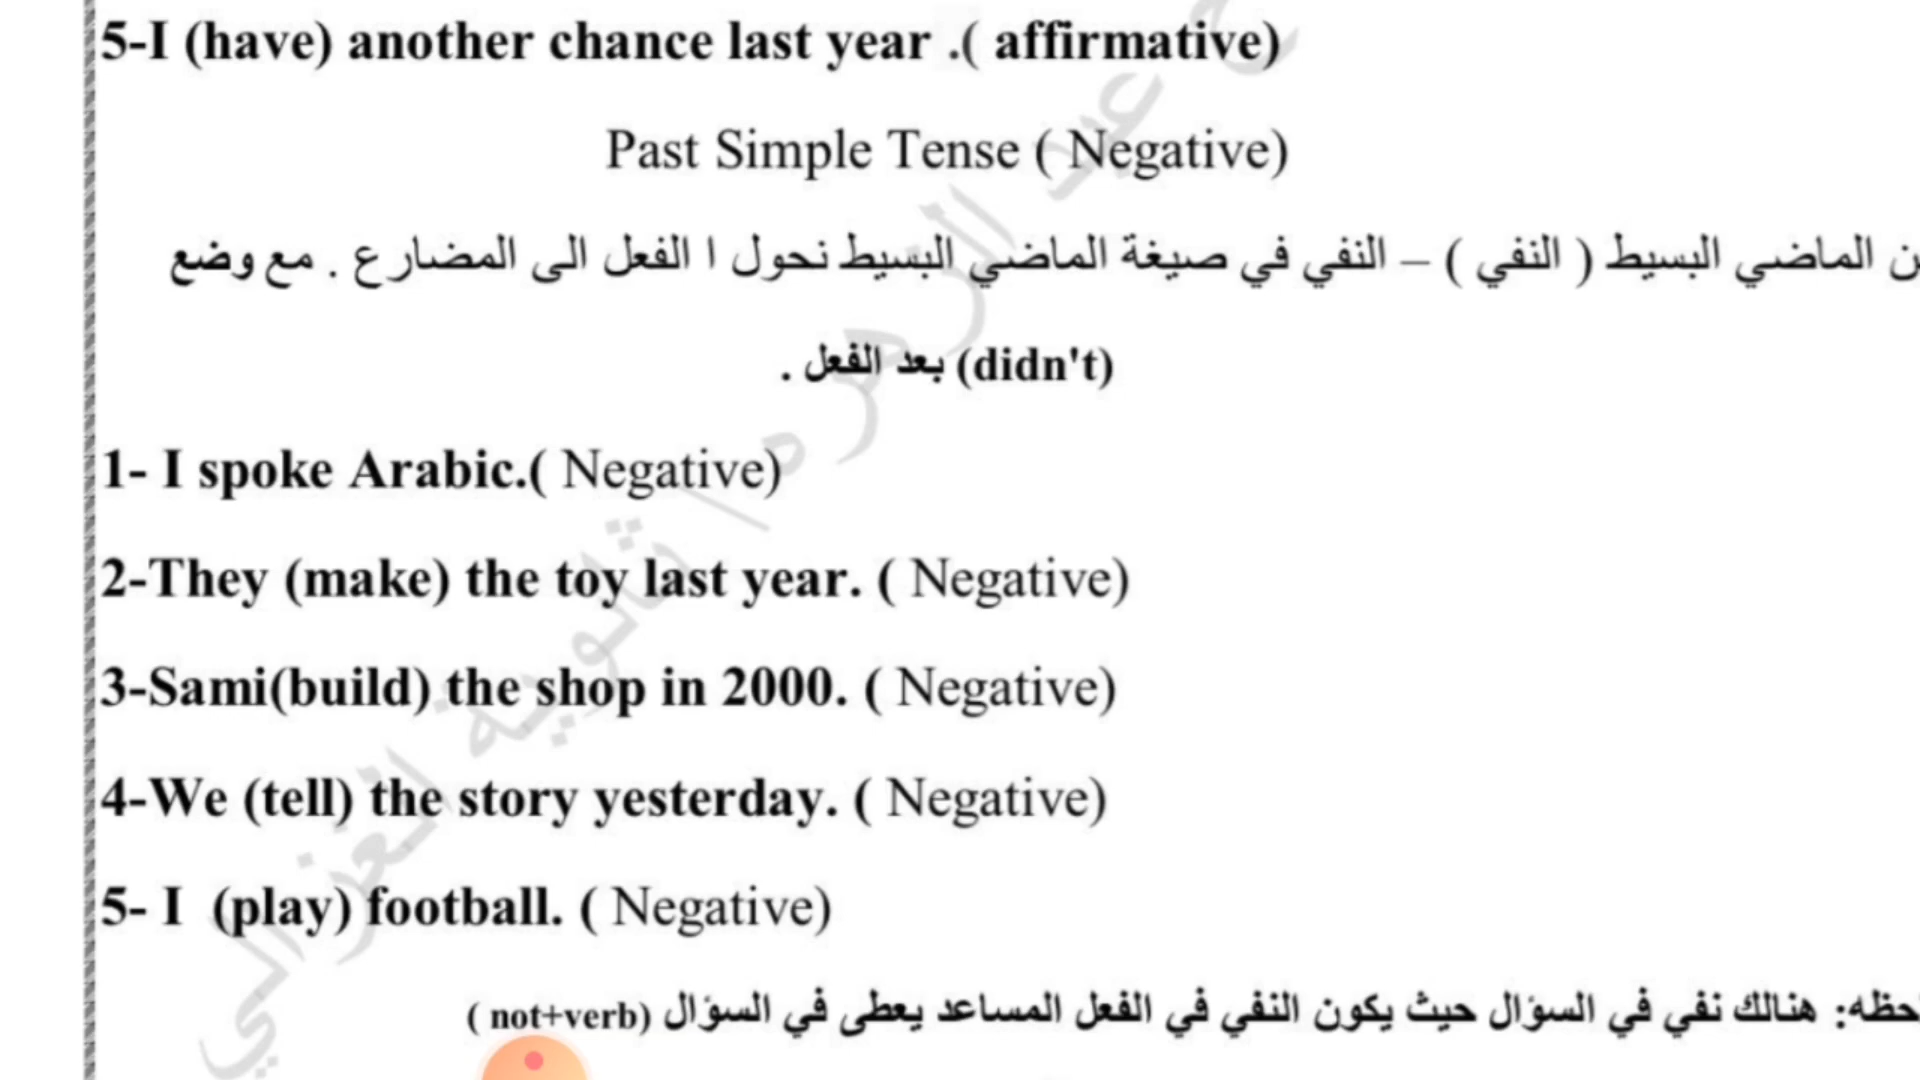 5-I (have) another chance last year .( affirmative)
Past Simple Tense ( Negative)
الماضي البسيط ( النفي ) – النفي في صيغة الماضي البسيط نحول ا الفعل الى المضارع . مع وضع
(didn't) بعد الفعل .
1- I spoke Arabic.( Negative)
2-They (make) the toy last year. ( Negative)
3-Sami(build) the shop in 2000. ( Negative)
4-We (tell) the story yesterday. ( Negative)
5- I (play) football. ( Negative)
هنالك نفي في السؤال حيث يكون النفي في الفعل المساعد يعطى في السؤال (not+verb )